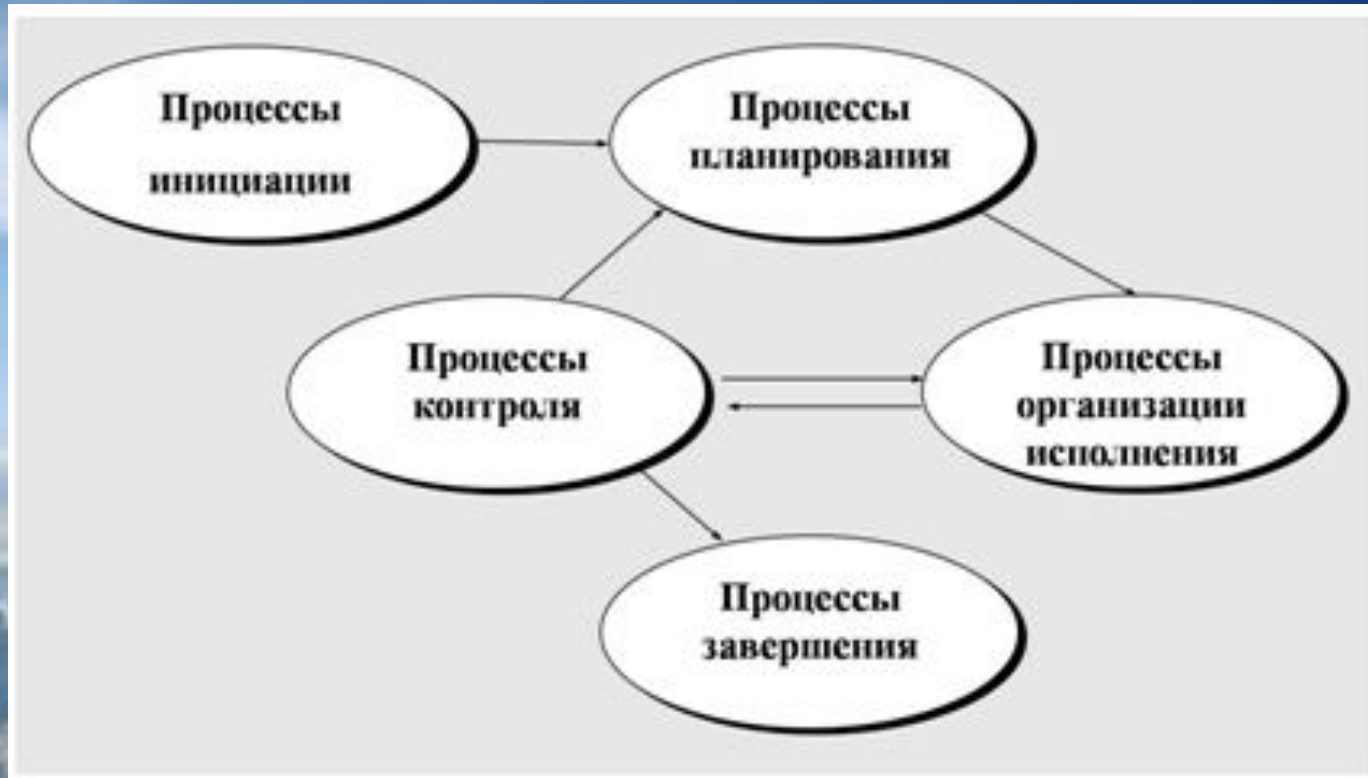 Процессы
инициации
Процессы
планирования
Процессы
контроля
Процессы
организации
исполнения
Процессы
завершения